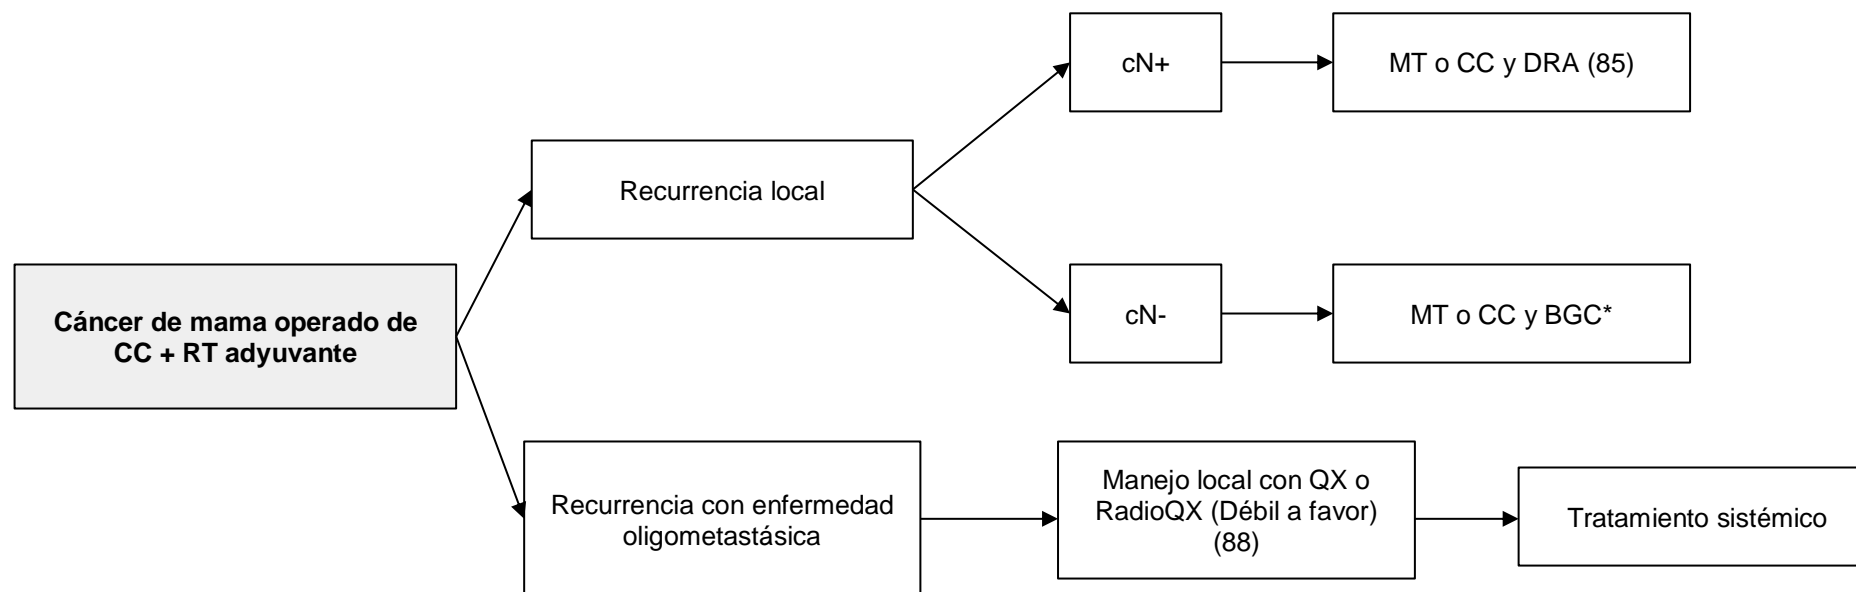 cN+
MT o CC y DRA (85)
Recurrencia local
Cáncer de mama operado de
CC + RT adyuvante
cN-
MT o CC y BGC*
Recurrencia con enfermedad
oligometastásica
Manejo local con QX o
RadioQX (Débil a favor)
(88)
Tratamiento sistémico